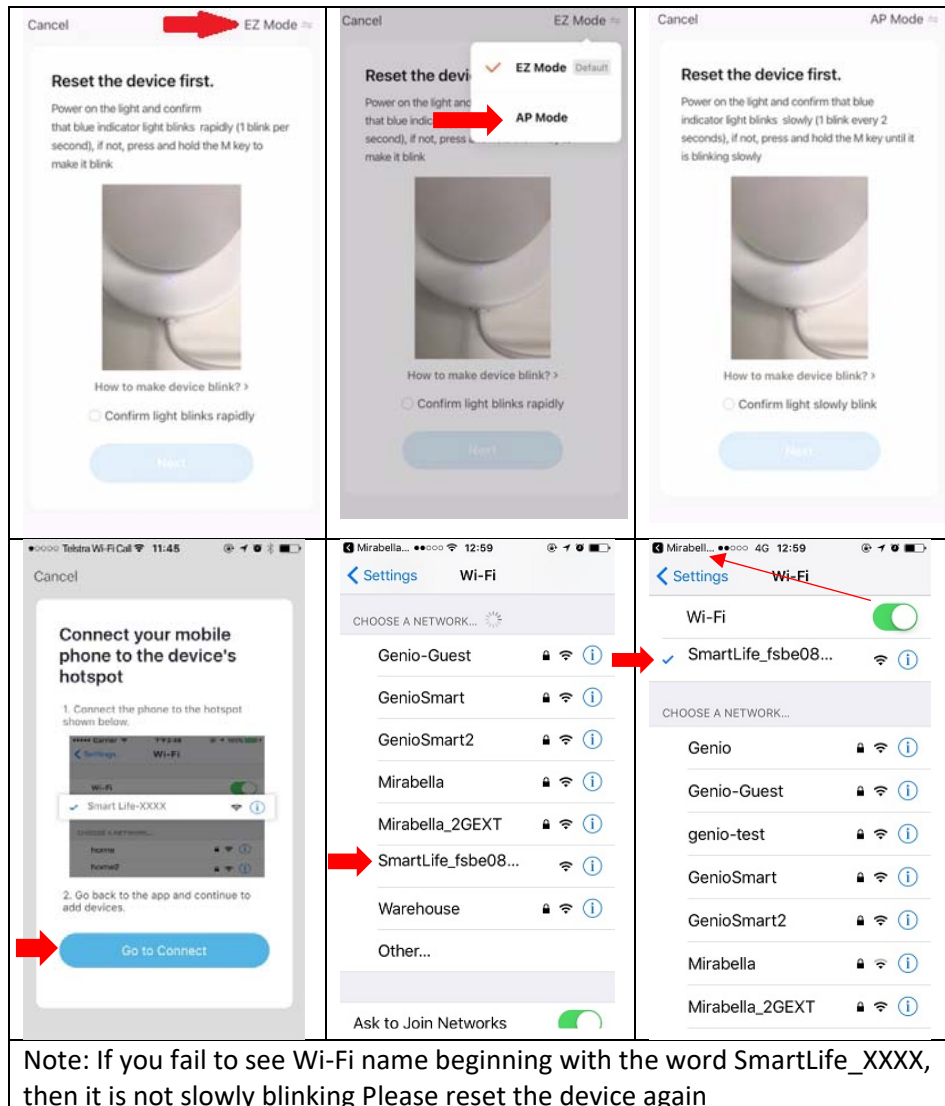 Cancel
EZ Mode
Reset the device first.
Power on the light and confirm
that blue indicator light blinks rapidly (1 blink per
second), if not, press and hold the M key to
make it blink
How to make device blink? >
Confirm light blinks rapidly
Next
Cancel
EZ Mode
EZ Mode Default
AP Mode
Reset the devi
Power on the light and
that blue indic
second), if not, press
make it blink
How to make device blink? >
Confirm light blinks rapidly
Next
Cancel
AP Mode
Reset the device first.
Power on the light and confirm that blue
indicator light blinks slowly (1 blink every 2
seconds), if not, press and hold the M key until it
is blinking slowly
How to make device blink? >
Confirm light slowly blink
Next
Telstra Wi-Fi Call 11:45
Cancel
Connect your mobile
phone to the device's
hotspot
1. Connect the phone to the hotspot
shown below.
Settings Wi-Fi
Wi-Fi
Smart Life-XXXX
CHOOSE A NETWORK...
home
home2
2. Go back to the app and continue to
add devices.
Go to Connect
Mirabella... 12:59
Settings Wi-Fi
CHOOSE A NETWORK...
Genio-Guest
GenioSmart
GenioSmart2
Mirabella
Mirabella_2GEXT
SmartLife_fsbe08...
Warehouse
Other...
Ask to Join Networks
Mirabell... 4G 12:59
Settings Wi-Fi
Wi-Fi
SmartLife_fsbe08...
CHOOSE A NETWORK...
Genio
Genio-Guest
genio-test
GenioSmart
GenioSmart2
Mirabella
Mirabella_2GEXT
Note: If you fail to see Wi-Fi name beginning with the word SmartLife_XXXX,
then it is not slowly blinking Please reset the device again